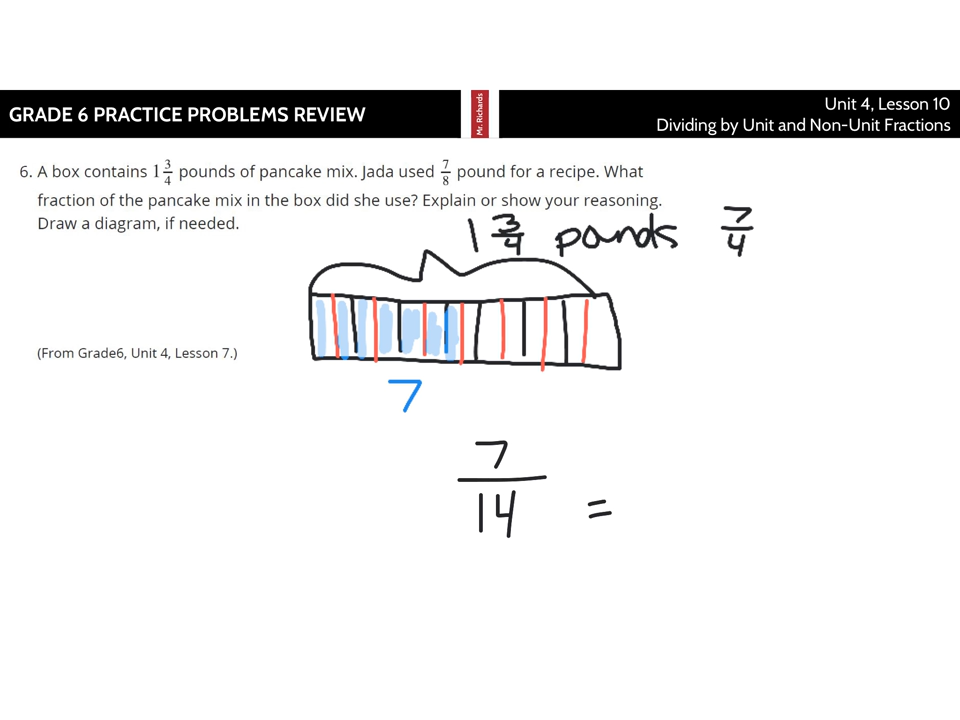 GRADE 6 PRACTICE PROBLEMS REVIEW
Mr. Richards
Unit 4, Lesson 10
Dividing by Unit and Non-Unit Fractions
6. A box contains 1 3/4 pounds of pancake mix. Jada used 7/8 pound for a recipe. What
fraction of the pancake mix in the box did she use? Explain or show your reasoning.
Draw a diagram, if needed.
1 3/4 pounds 7/4
(From Grade6, Unit 4, Lesson 7.)
7
7/14 =